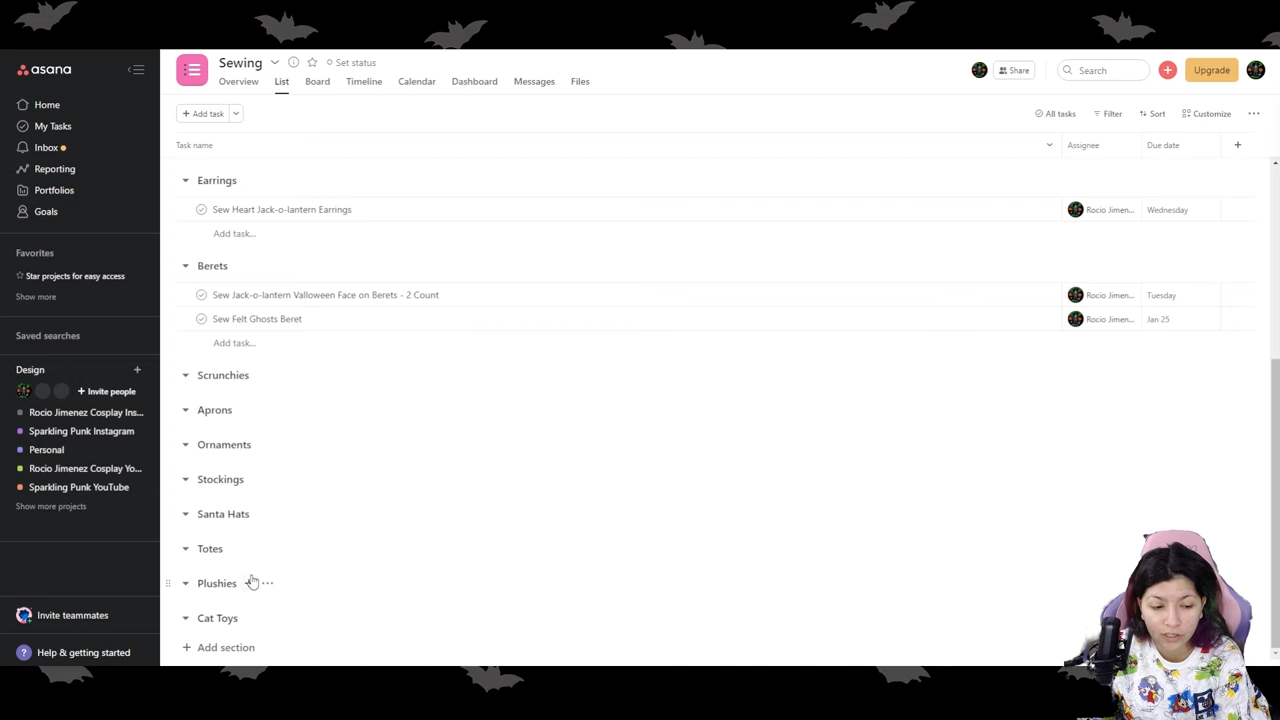 asana
Home
My Tasks
Inbox
Reporting
Portfolios
Goals
Favorites
Star projects for easy access
Show more
Saved searches
Design
Invite people
Rocio Jimenez Cosplay Ins...
Sparkling Punk Instagram
Personal
Rocio Jimenez Cosplay Yo...
Sparkling Punk YouTube
Show more projects
Invite teammates
? Help & getting started
Sewing
Set status
Overview List Board Timeline Calendar Dashboard Messages Files
Share
Search
Upgrade
+ Add task
All tasks Filter Sort Customize ...
Task name Assignee Due date +
Earrings
Sew Heart Jack-o-lantern Earrings Rocio Jimen... Wednesday
Add task...
Berets
Sew Jack-o-lantern Valloween Face on Berets - 2 Count Rocio Jimen... Tuesday
Sew Felt Ghosts Beret Rocio Jimen... Jan 25
Add task...
Scrunchies
Aprons
Ornaments
Stockings
Santa Hats
Totes
Plushies ...
Cat Toys
+ Add section